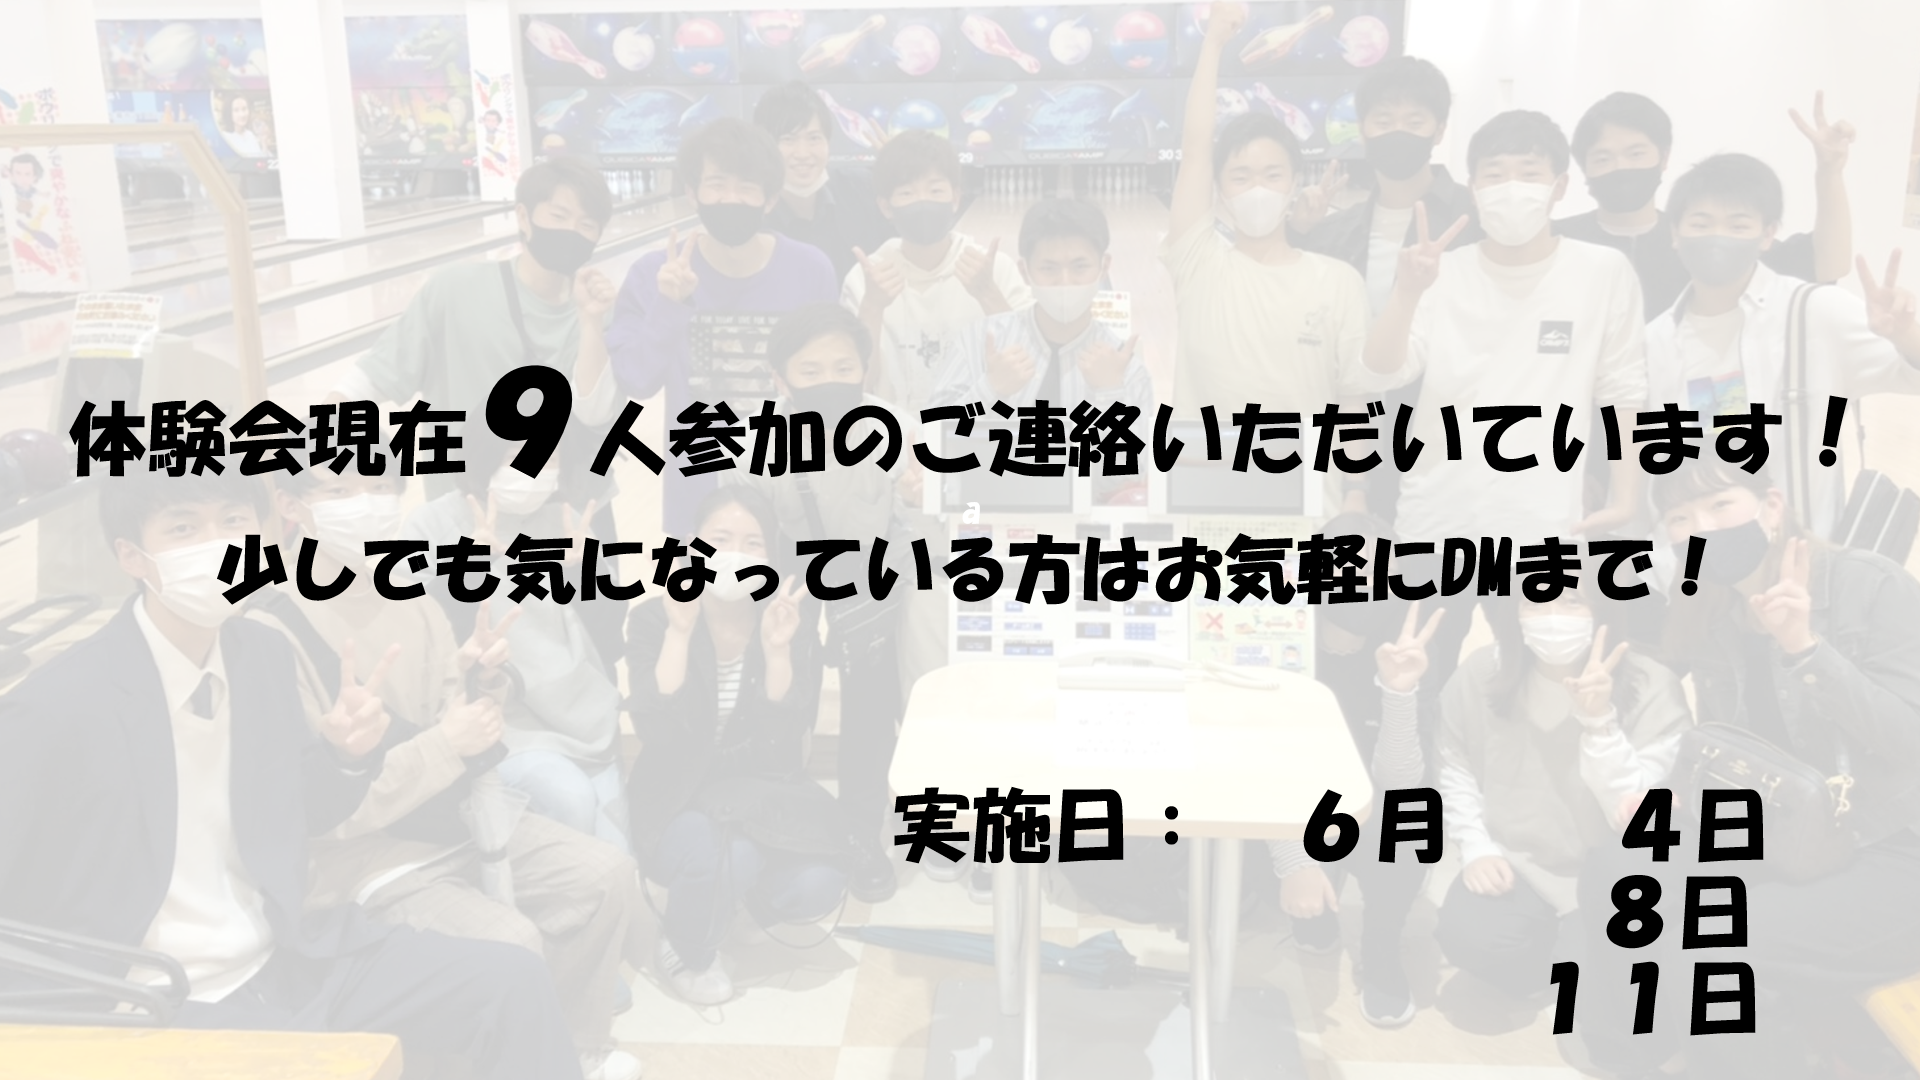 体験会現在９人参加のご連絡いただいています！
a
少しでも気になっている方はお気軽にDMまで！
実施日：　６月　　４日
８日
１１日
29
30